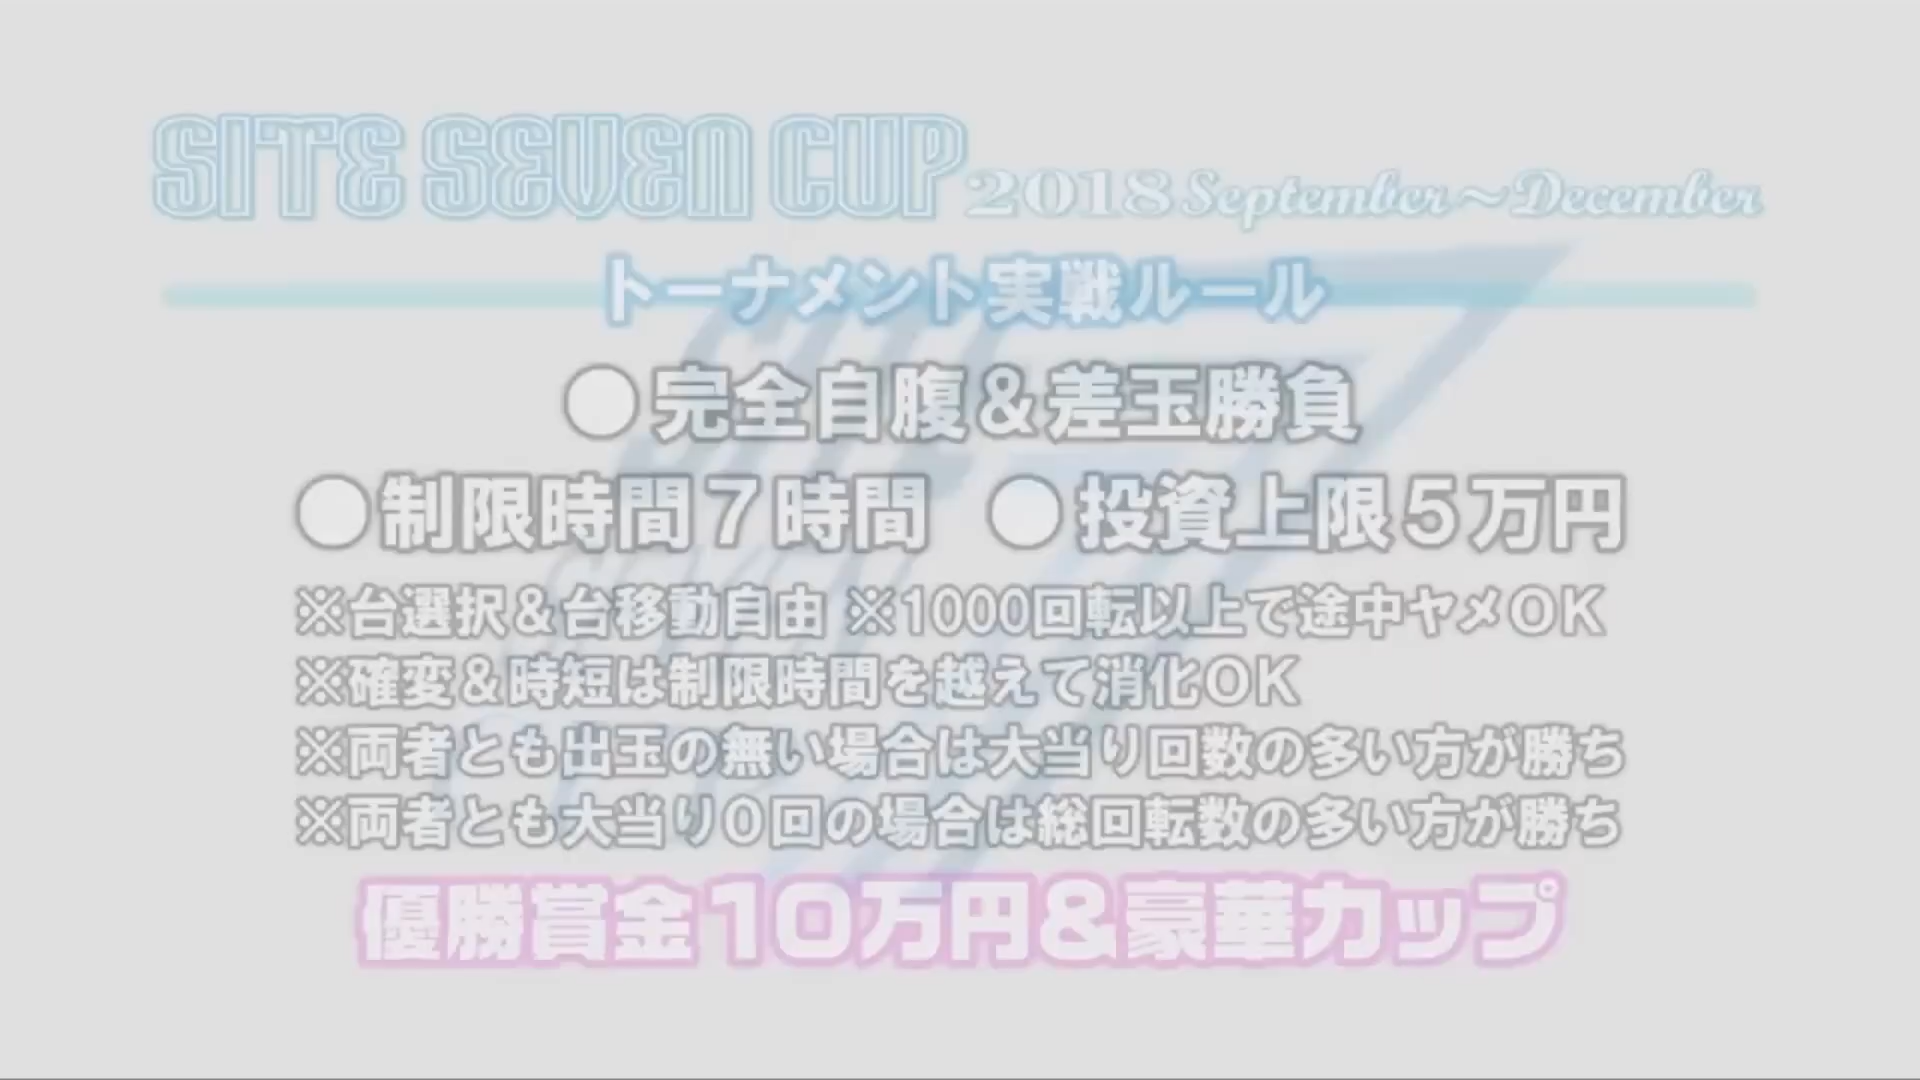 SITE SEVEN CUP 2018 September～December
トーナメント実戦ルール
●完全自腹＆差玉勝負
●制限時間７時間 ●投資上限５万円
※台選択＆台移動自由 ※1000回転以上で途中ヤメＯＫ
※確変＆時短は制限時間を越えて消化ＯＫ
※両者とも出玉の無い場合は大当り回数の多い方が勝ち
※両者とも大当り０回の場合は総回転数の多い方が勝ち
優勝賞金10万円＆豪華カップ